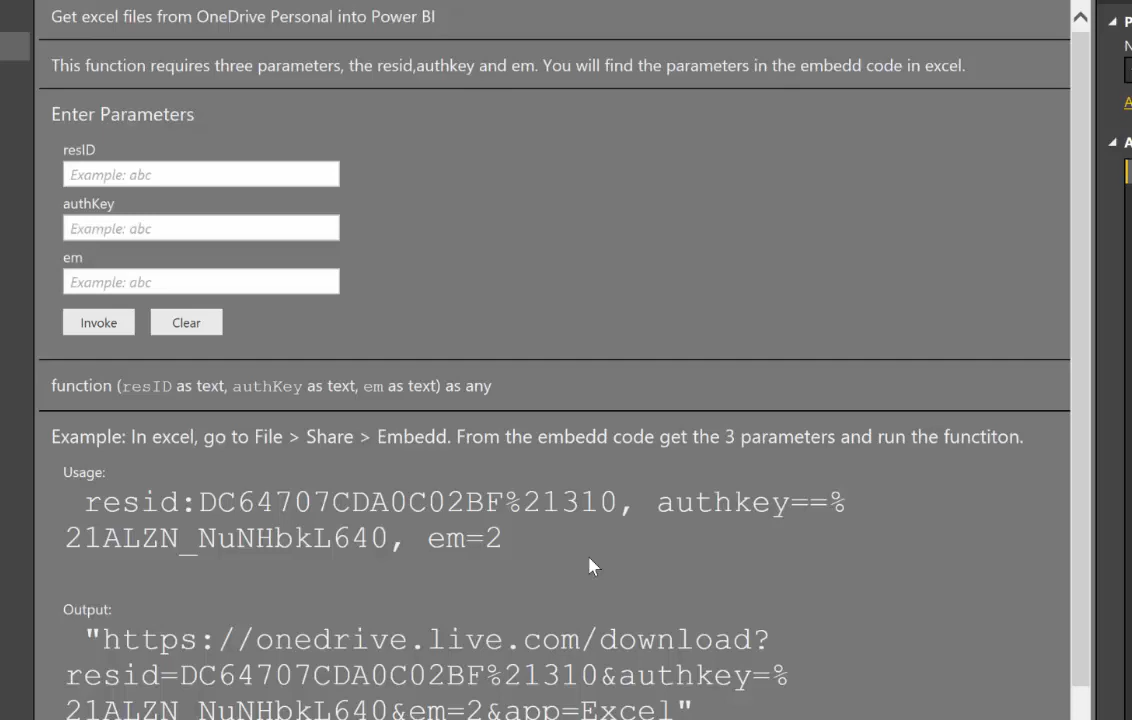 Get excel files from OneDrive Personal into Power BI
This function requires three parameters, the resid,authkey and em. You will find the parameters in the embedd code in excel.
Enter Parameters
resID
Example: abc
authKey
Example: abc
em
Example: abc
Invoke Clear
function (resID as text, authKey as text, em as text) as any
Example: In excel, go to File > Share > Embedd. From the embedd code get the 3 parameters and run the functiton.
Usage:
resid:DC64707CDA0C02BF%21310, authkey==%
21ALZN_NuNHbkL640, em=2
Output:
"https://onedrive.live.com/download?
resid=DC64707CDA0C02BF%21310&authkey=%
21ALZN_NuNHbkL640&em=2&app=Excel"